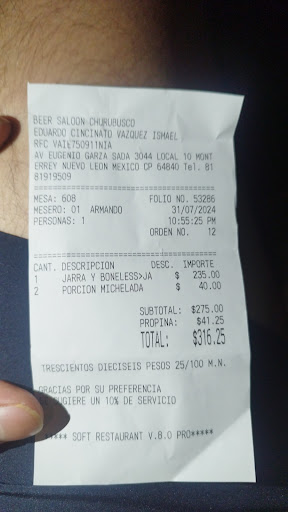 BEER SALOON CHURUBUSCO
EDUARDO CINCINATO VAZQUEZ ISMAEL
RFC VAIE750911NIA
AV EUGENIO GARZA SADA 3044 LOCAL 10 MONT
ERREY NUEVO LEON MEXICO CP 64840 Tel. 81
81919509
MESA: 608 FOLIO NO. 53286
MESERO: 01 ARMANDO 31/07/2024
PERSONAS: 1 10:55:25 PM
ORDEN NO. 12
CANT. DESCRIPCION DESC. IMPORTE
1 JARRA Y BONELESS>JA $ 235.00
2 PORCION MICHELADA $ 40.00
SUBTOTAL: $275.00
PROPINA: $41.25
TOTAL: $316.25
TRESCIENTOS DIECISEIS PESOS 25/100 M.N.
GRACIAS POR SU PREFERENCIA
UGIERE UN 10% DE SERVICIO
**** SOFT RESTAURANT V.8.0 PRO*****